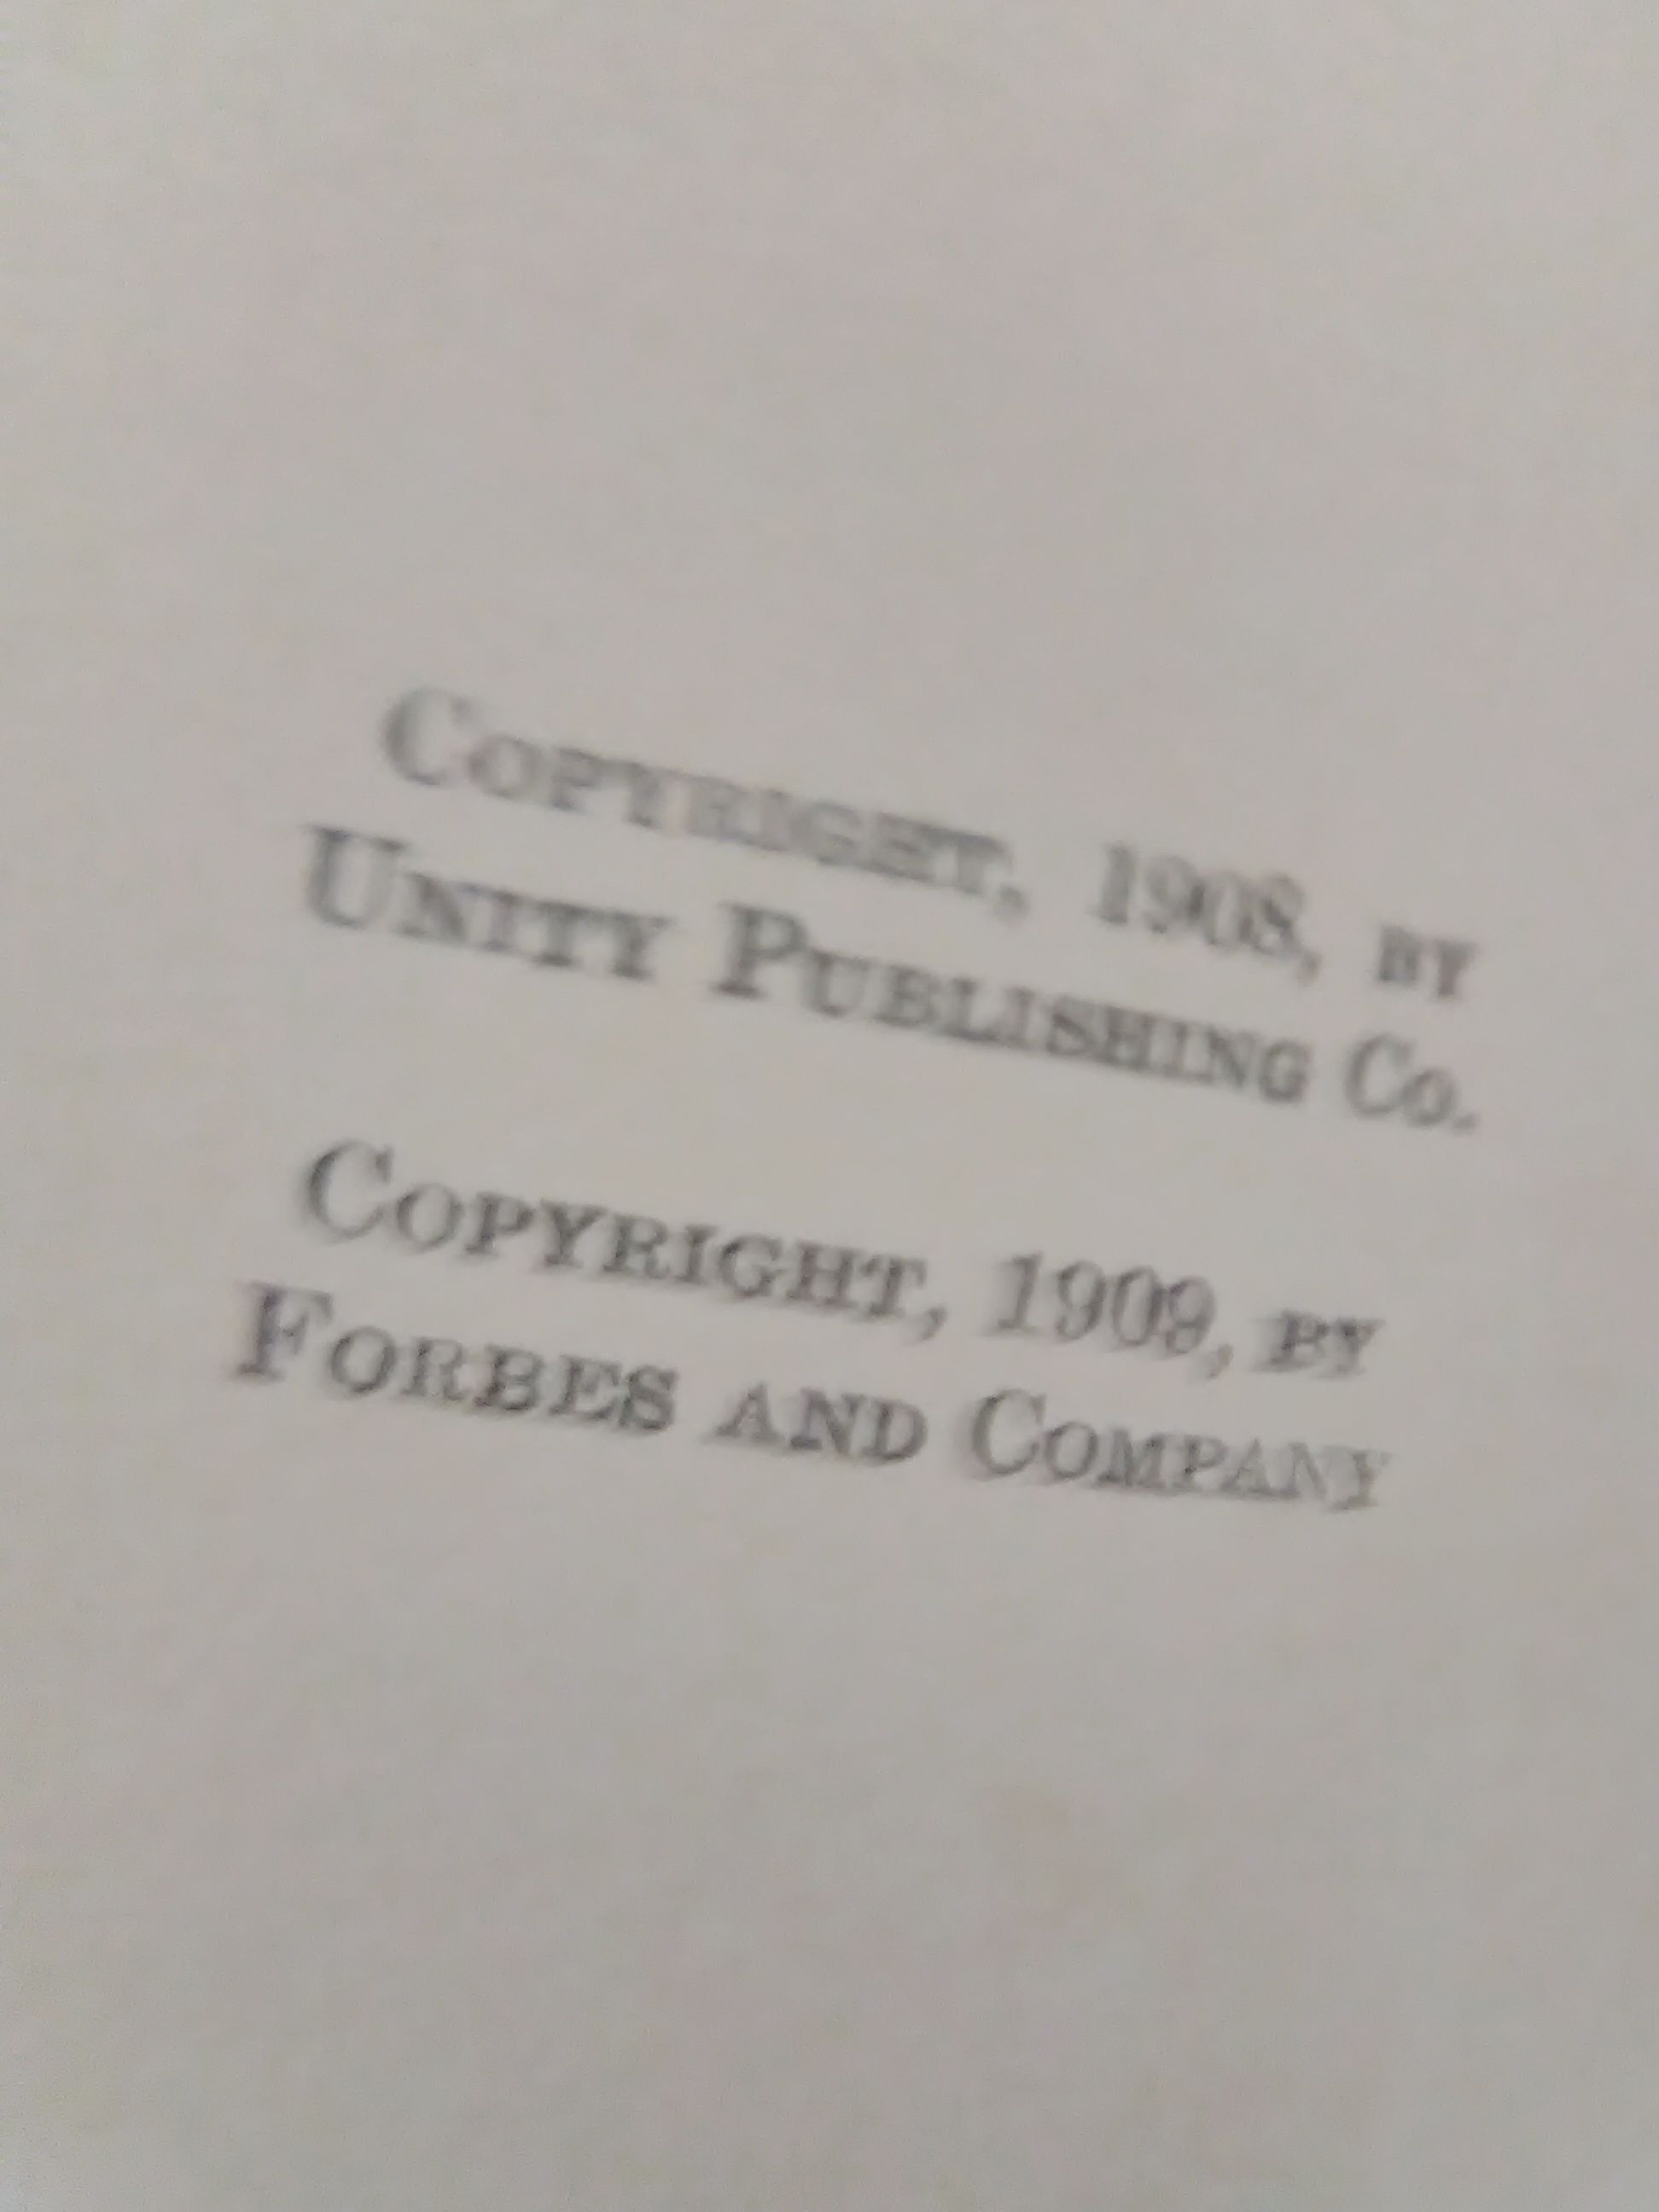 COPYRIGHT, 1908, BY
UNITY PUBLISHING CO.
COPYRIGHT, 1909, BY
FORBES AND COMPANY